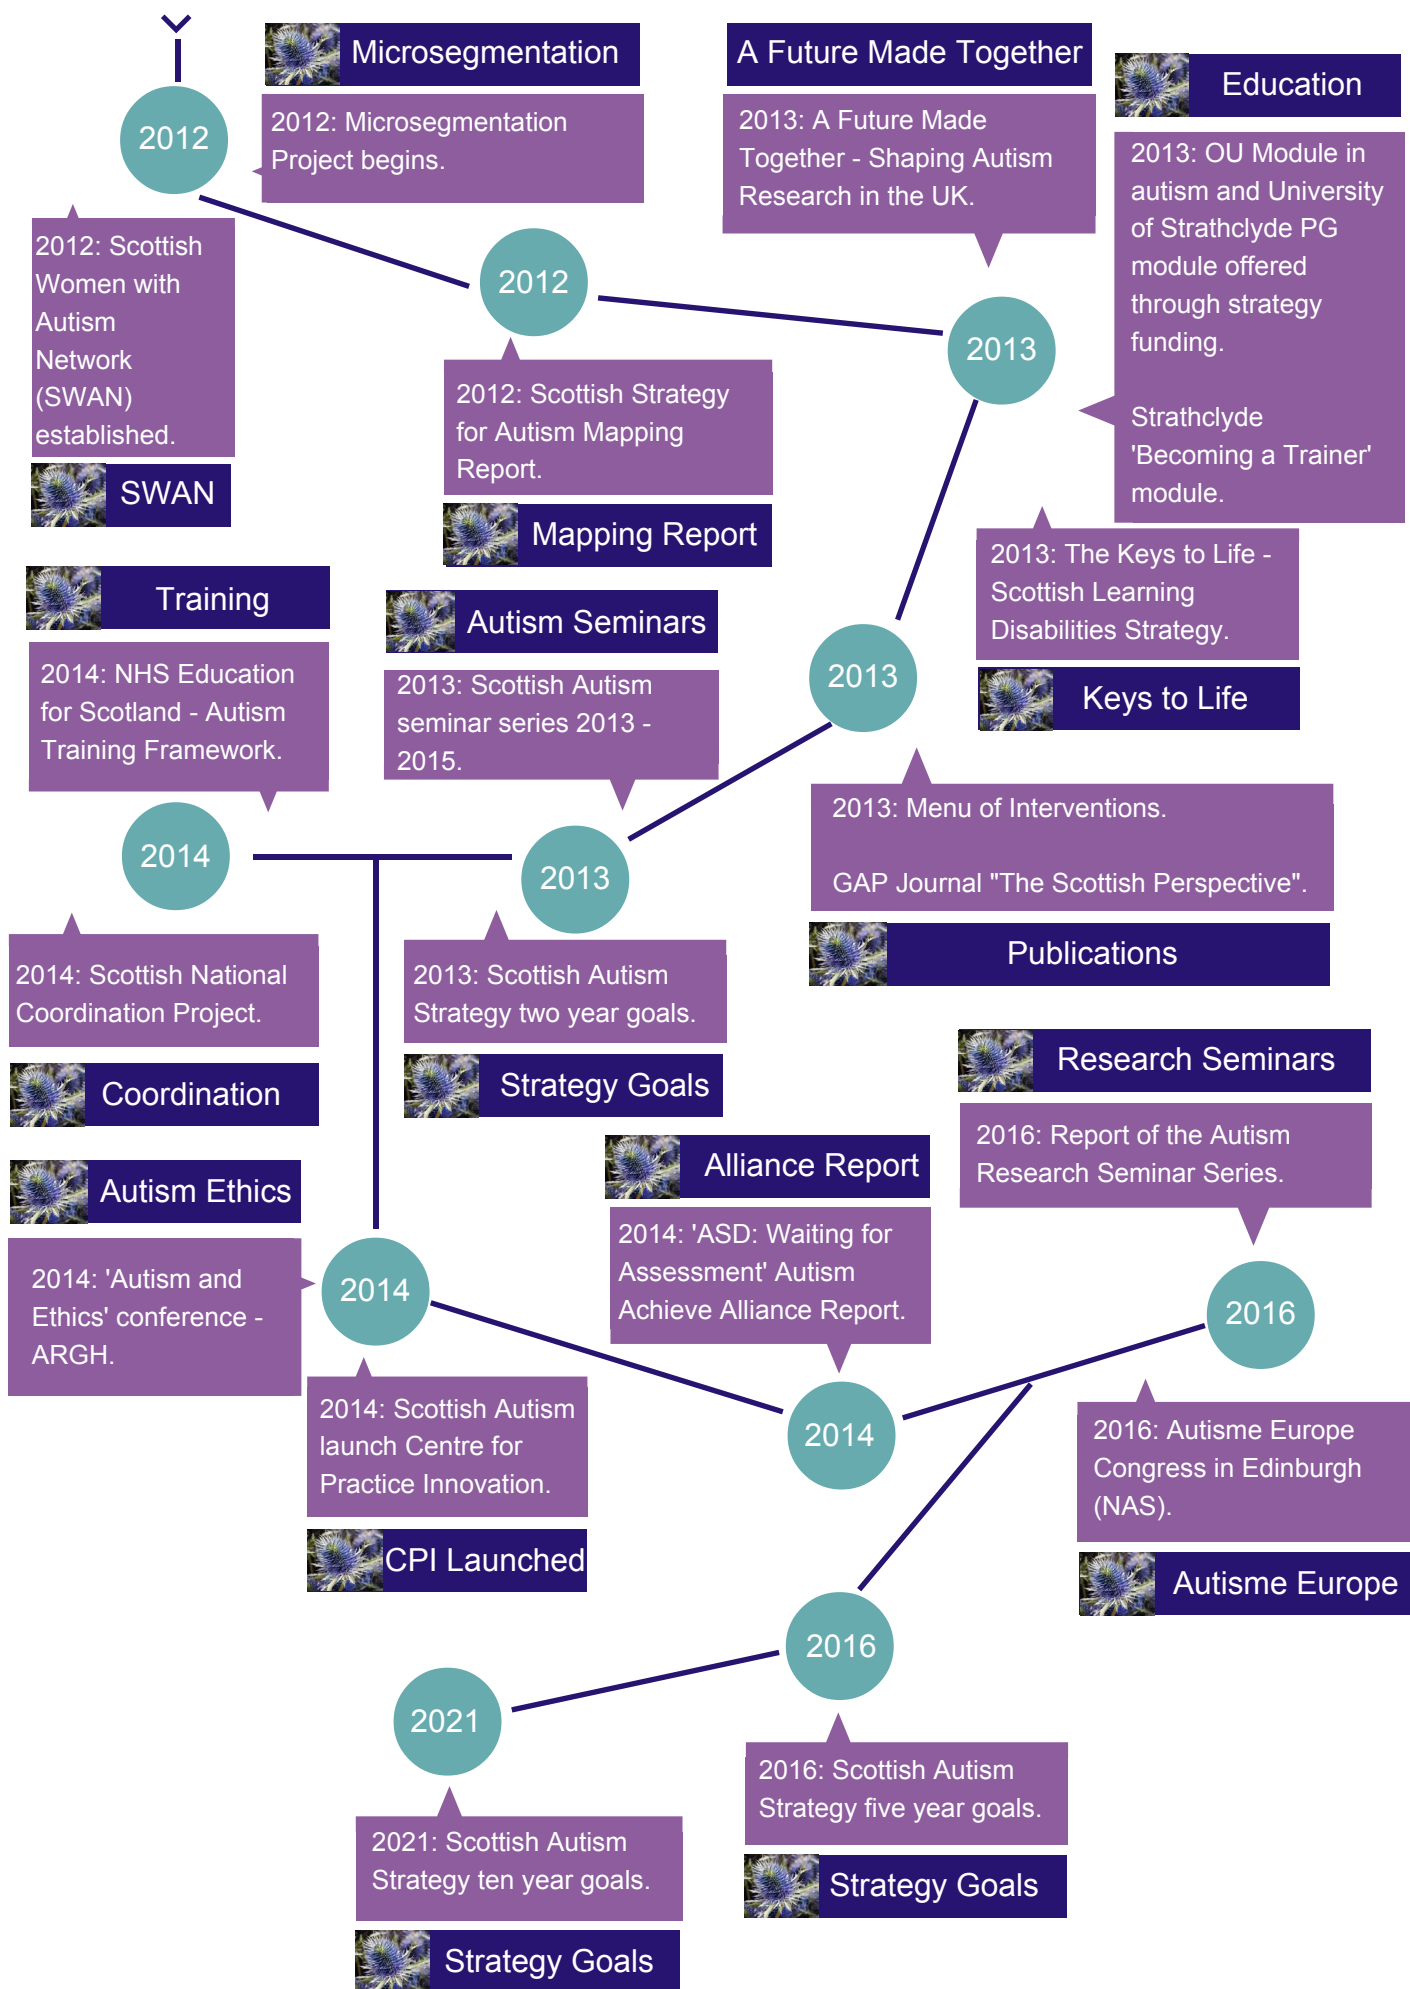 Microsegmentation
2012: Microsegmentation
Project begins.
2012
2012: Scottish
Women with
Autism
Network
(SWAN)
established.
SWAN
2012
2012: Scottish Strategy
for Autism Mapping
Report.
Mapping Report
A Future Made Together
2013: A Future Made
Together - Shaping Autism
Research in the UK.
Education
2013: OU Module in
autism and University
of Strathclyde PG
module offered
through strategy
funding.
Strathclyde
'Becoming a Trainer'
module.
2013
2013: The Keys to Life -
Scottish Learning
Disabilities Strategy.
Keys to Life
2013
2013: Menu of Interventions.
GAP Journal "The Scottish Perspective".
Publications
Autism Seminars
2013: Scottish Autism
seminar series 2013 -
2015.
2013
2013: Scottish Autism
Strategy two year goals.
Strategy Goals
Training
2014: NHS Education
for Scotland - Autism
Training Framework.
2014
2014: Scottish National
Coordination Project.
Coordination
Autism Ethics
2014: 'Autism and
Ethics' conference -
ARGH.
2014
2014: Scottish Autism
launch Centre for
Practice Innovation.
CPI Launched
Alliance Report
2014: 'ASD: Waiting for
Assessment' Autism
Achieve Alliance Report.
2014
Research Seminars
2016: Report of the Autism
Research Seminar Series.
2016
2016: Autisme Europe
Congress in Edinburgh
(NAS).
Autisme Europe
2016
2016: Scottish Autism
Strategy five year goals.
Strategy Goals
2021
2021: Scottish Autism
Strategy ten year goals.
Strategy Goals